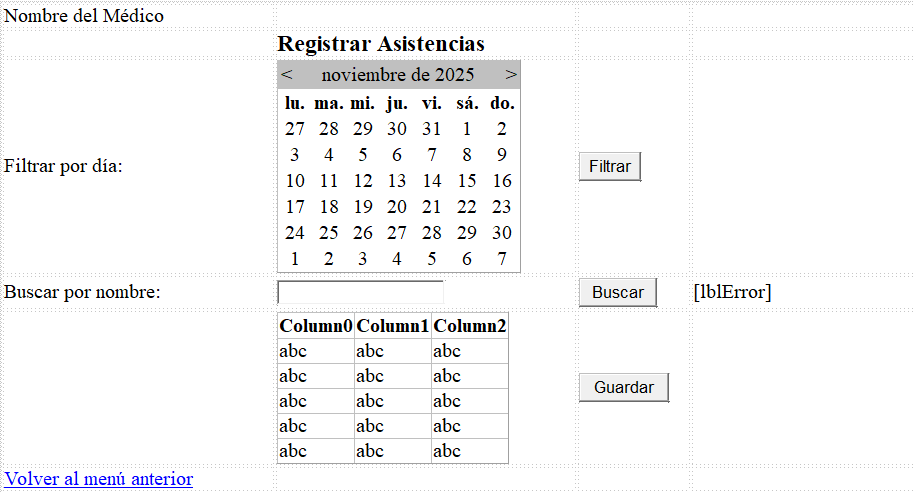 Nombre del Médico
Registrar Asistencias
< noviembre de 2025 >
lu. ma. mi. ju. vi. sá. do.
27 28 29 30 31 1 2
3 4 5 6 7 8 9
Filtrar por día: Filtrar
10 11 12 13 14 15 16
17 18 19 20 21 22 23
24 25 26 27 28 29 30
1 2 3 4 5 6 7
Buscar por nombre: Buscar [lblError]
Column0 Column1 Column2
abc abc abc
abc abc abc
abc abc abc Guardar
abc abc abc
abc abc abc
Volver al menú anterior